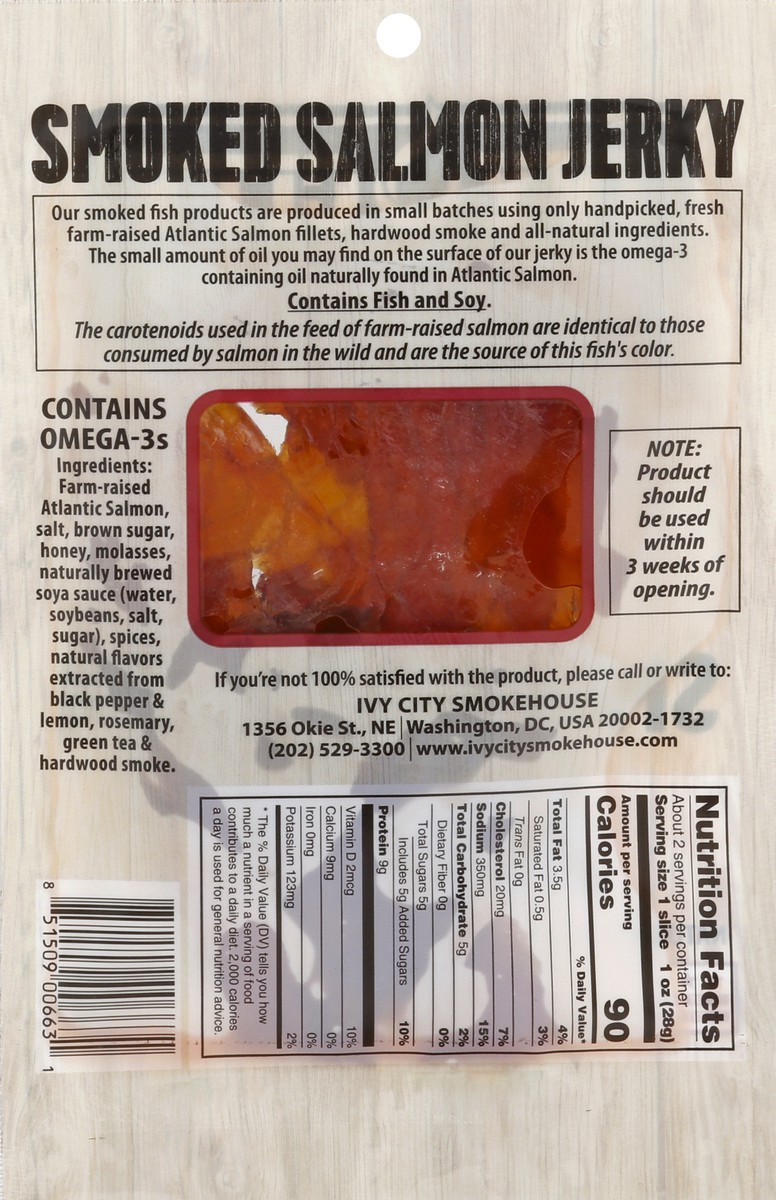 SMOKED SALMON JERKY
Our smoked fish products are produced in small batches using only handpicked, fresh
farm-raised Atlantic Salmon fillets, hardwood smoke and all-natural ingredients.
The small amount of oil you may find on the surface of our jerky is the omega-3
containing oil naturally found in Atlantic Salmon.
Contains Fish and Soy.
The carotenoids used in the feed of farm-raised salmon are identical to those
consumed by salmon in the wild and are the source of this fish's color.
CONTAINS
OMEGA-3s
Ingredients:
Farm-raised
Atlantic Salmon,
salt, brown sugar,
honey, molasses,
naturally brewed
soya sauce (water,
soybeans, salt,
sugar), spices,
natural flavors
extracted from
black pepper &
lemon, rosemary,
green tea &
hardwood smoke.
NOTE:
Product
should
be used
within
3 weeks of
opening.
If you're not 100% satisfied with the product, please call or write to:
IVY CITY SMOKEHOUSE
1356 Okie St., NE | Washington, DC, USA 20002-1732
(202) 529-3300 | www.ivycitysmokehouse.com
Nutrition Facts
About 2 servings per container
Serving size 1 slice 1 oz (28g)
Amount per serving
Calories 90
% Daily Value*
Total Fat 3.5g 4%
Saturated Fat 0.5g 3%
Trans Fat 0g
Cholesterol 20mg 7%
Sodium 350mg 15%
Total Carbohydrate 5g 2%
Dietary Fiber 0g 0%
Total Sugars 5g
Includes 5g Added Sugars 10%
Protein 9g
Vitamin D 2mcg 10%
Calcium 9mg 0%
Iron 0mg 0%
Potassium 123mg 2%
* The % Daily Value (DV) tells you how
much a nutrient in a serving of food
contributes to a daily diet. 2,000 calories
a day is used for general nutrition advice.
8 51509 00663 1